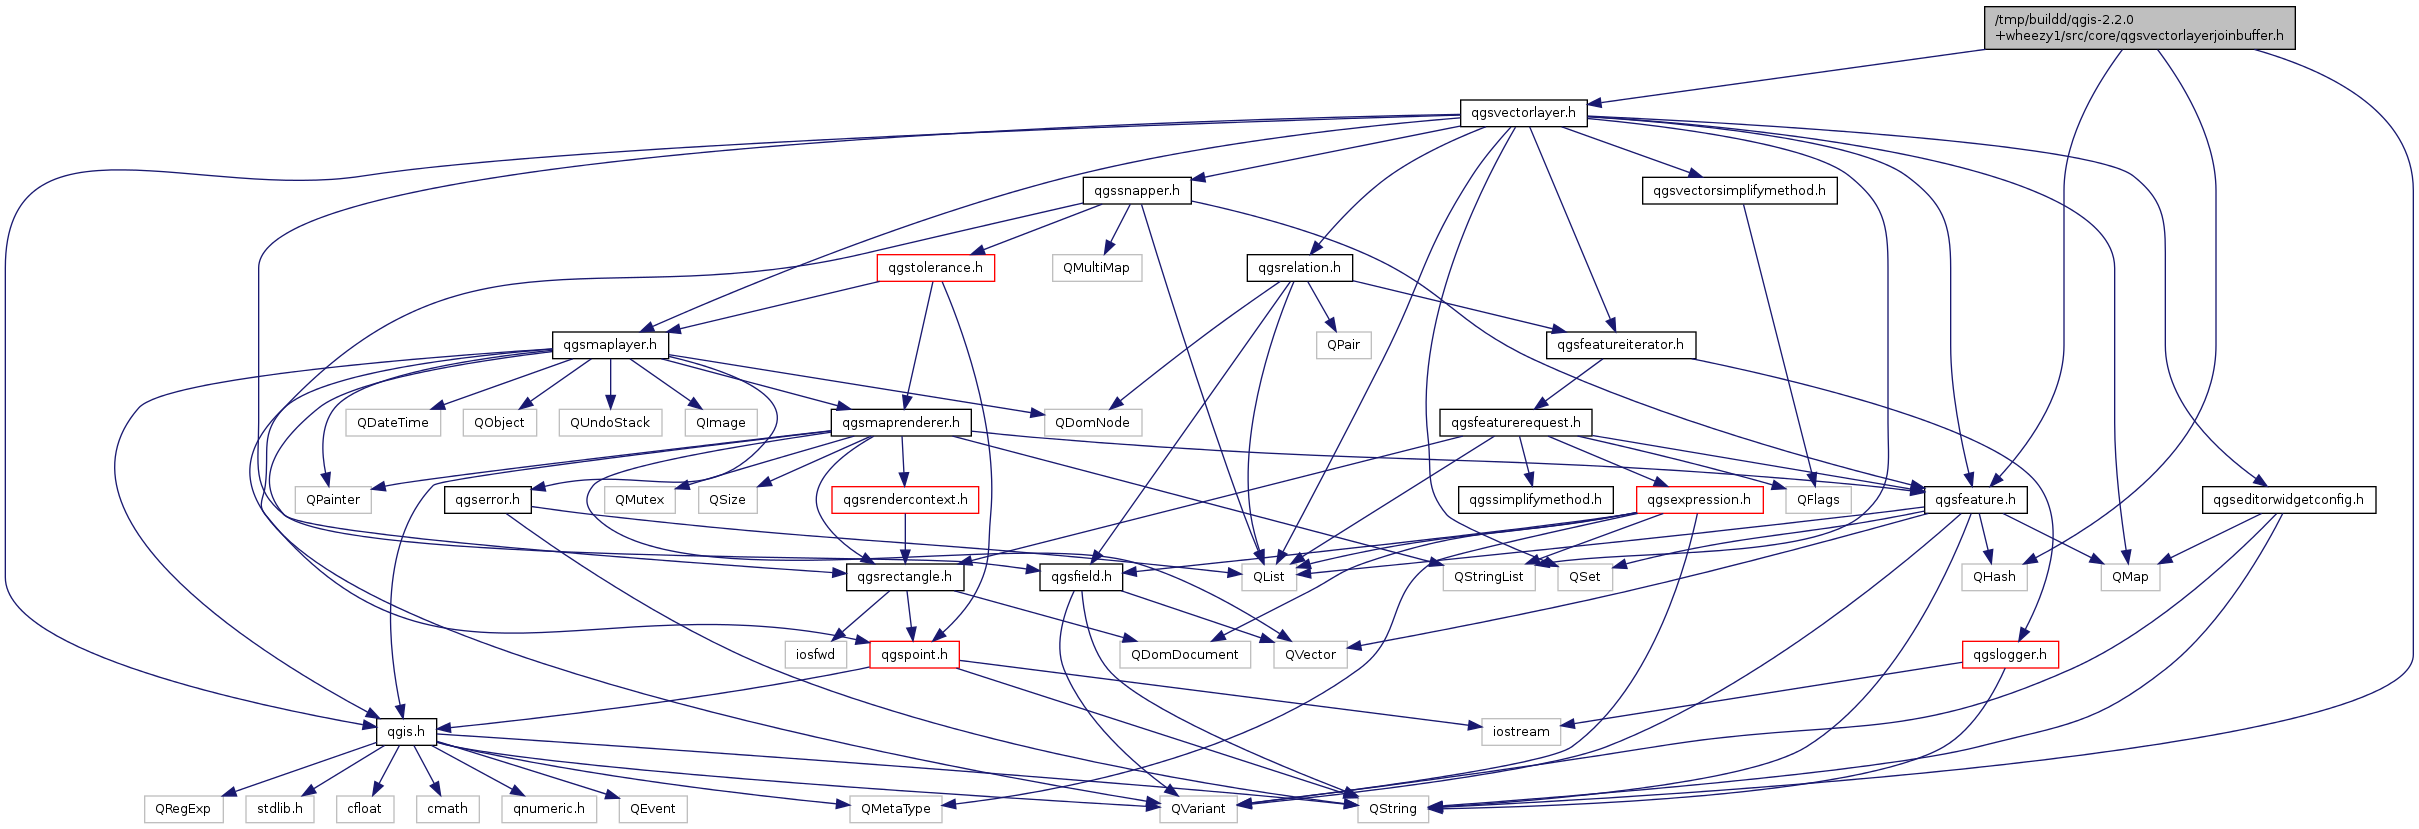 /tmp/buildd/qgis-2.2.0
+wheezy1/src/core/qgsvectorlayerjoinbuffer.h
qgsvectorlayer.h
qgssnapper.h
qgsvectorsimplifymethod.h
qgstolerance.h
QMultiMap
qgsrelation.h
qgsmaplayer.h
QPair
qgsfeatureiterator.h
QDateTime
QObject
QUndoStack
QImage
qgsmaprenderer.h
QDomNode
qgsfeaturerequest.h
QPainter
qgserror.h
QMutex
QSize
qgsrendercontext.h
qgssimplifymethod.h
qgsexpression.h
QFlags
qgsfeature.h
qgseditorwidgetconfig.h
qgsrectangle.h
qgsfield.h
QList
QStringList
QSet
QHash
QMap
iosfwd
qgspoint.h
QDomDocument
QVector
qgslogger.h
qgis.h
iostream
QRegExp
stdlib.h
cfloat
cmath
qnumeric.h
QEvent
QMetaType
QVariant
QString